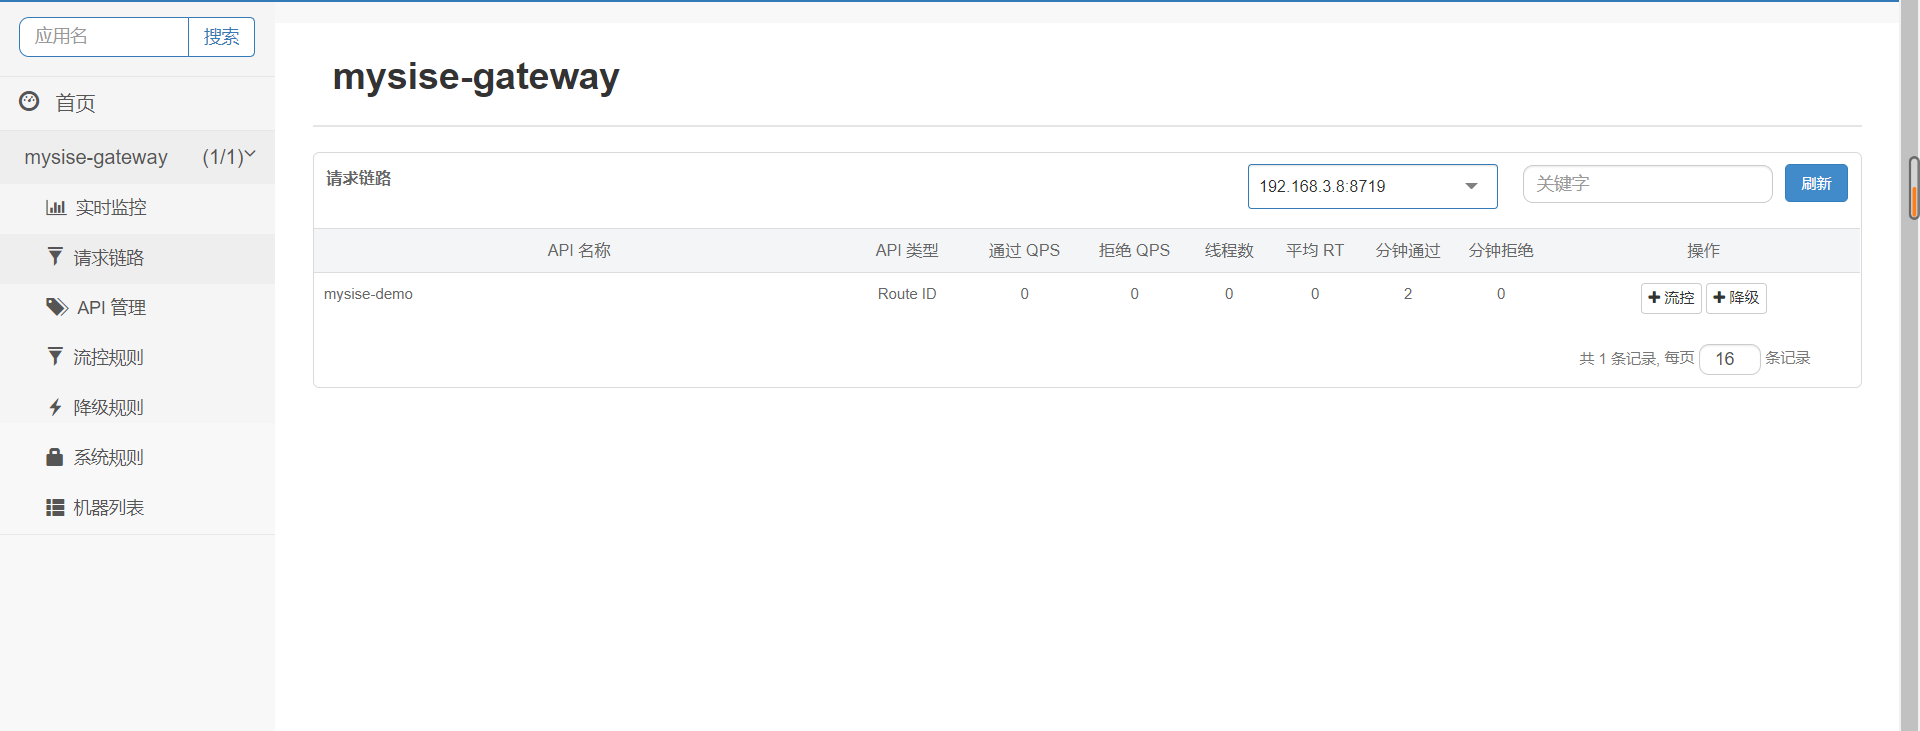 应用名 搜索
首页
mysise-gateway (1/1)
实时监控
请求链路
API 管理
流控规则
降级规则
系统规则
机器列表
mysise-gateway
请求链路 192.168.3.8:8719 关键字 刷新
API 名称 API 类型 通过 QPS 拒绝 QPS 线程数 平均 RT 分钟通过 分钟拒绝 操作
mysise-demo Route ID 0 0 0 0 2 0 流控 降级
共 1 条记录, 每页 16 条记录